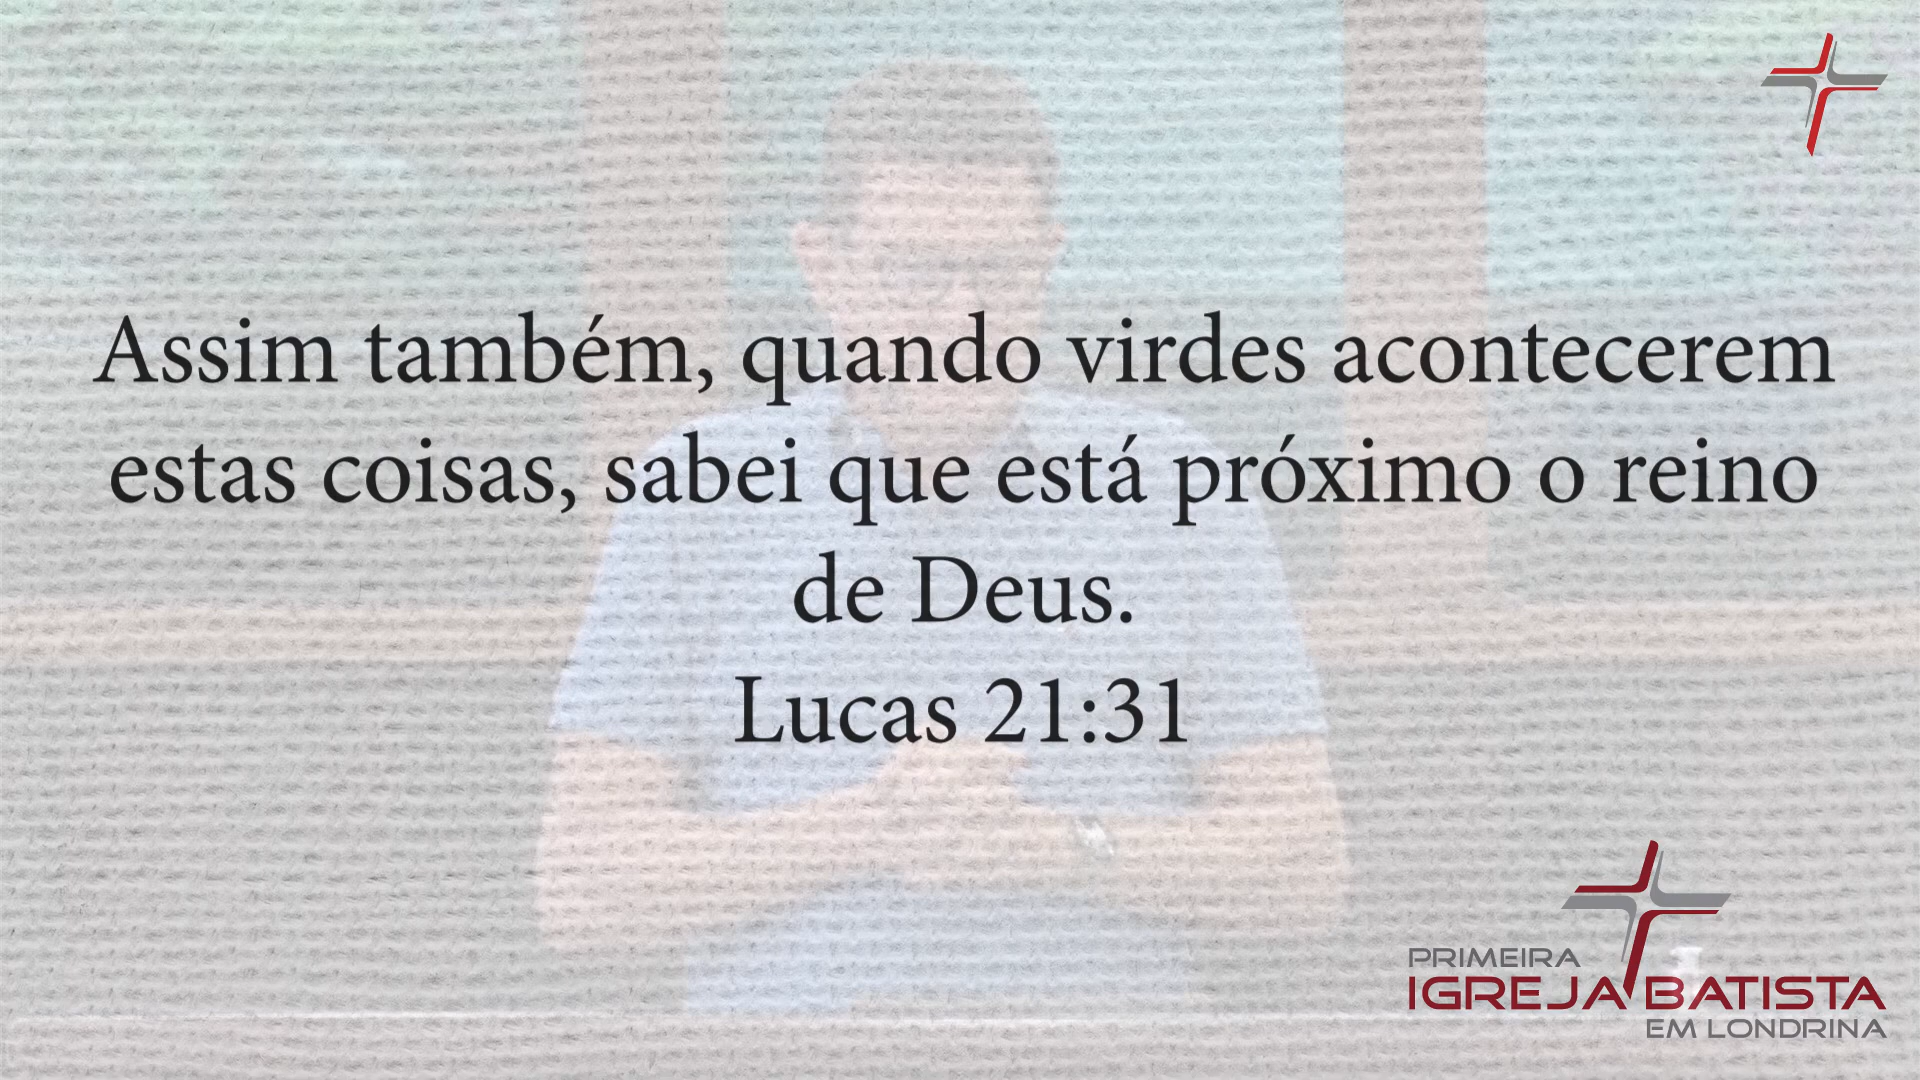 Assim também, quando virdes acontecerem
estas coisas, sabei que está próximo o reino
de Deus.
Lucas 21:31
PRIMEIRA
IGREJA BATISTA
EM LONDRINA